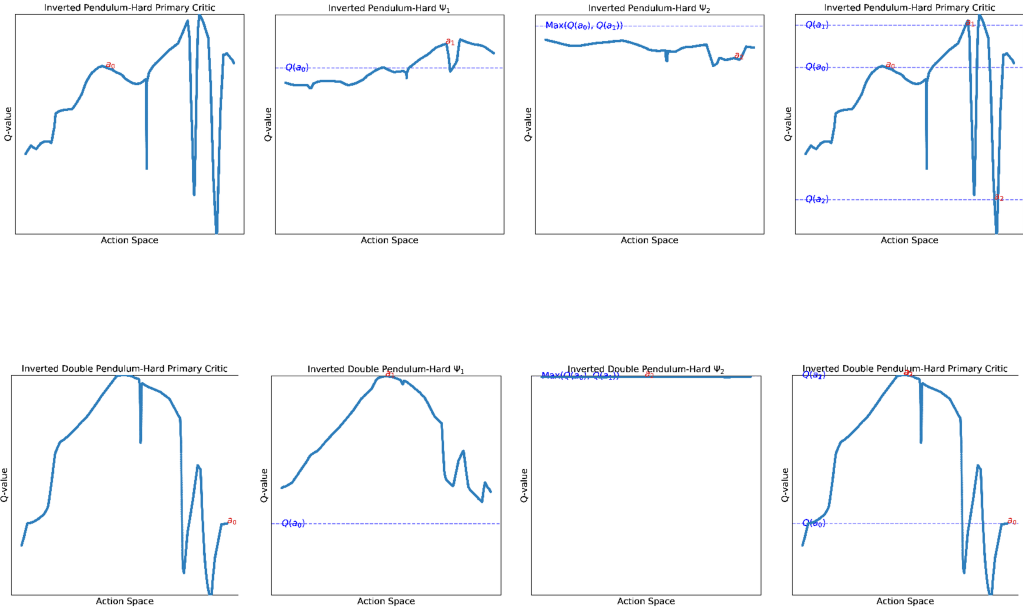 Inverted Pendulum-Hard Primary Critic
a₀
Q-value
Action Space
Inverted Pendulum-Hard Ψ₁
a₁
Q(a₀)
Q-value
Action Space
Inverted Pendulum-Hard Ψ₂
Max(Q(a₀), Q(a₁))
a₂
Q-value
Action Space
Inverted Pendulum-Hard Primary Critic
Q(a₁)
a₁
Q(a₀)
a₀
Q(a₂)
a₂
Q-value
Action Space
Inverted Double Pendulum-Hard Primary Critic
a₀
Q-value
Action Space
Inverted Double Pendulum-Hard Ψ₁
Q(a₀)
Q-value
Action Space
Inverted Double Pendulum-Hard Ψ₂
Max(Q(a₀), Q(a₁))
Q-value
Action Space
Inverted Double Pendulum-Hard Primary Critic
Q(a₀)
a₀
Q-value
Action Space